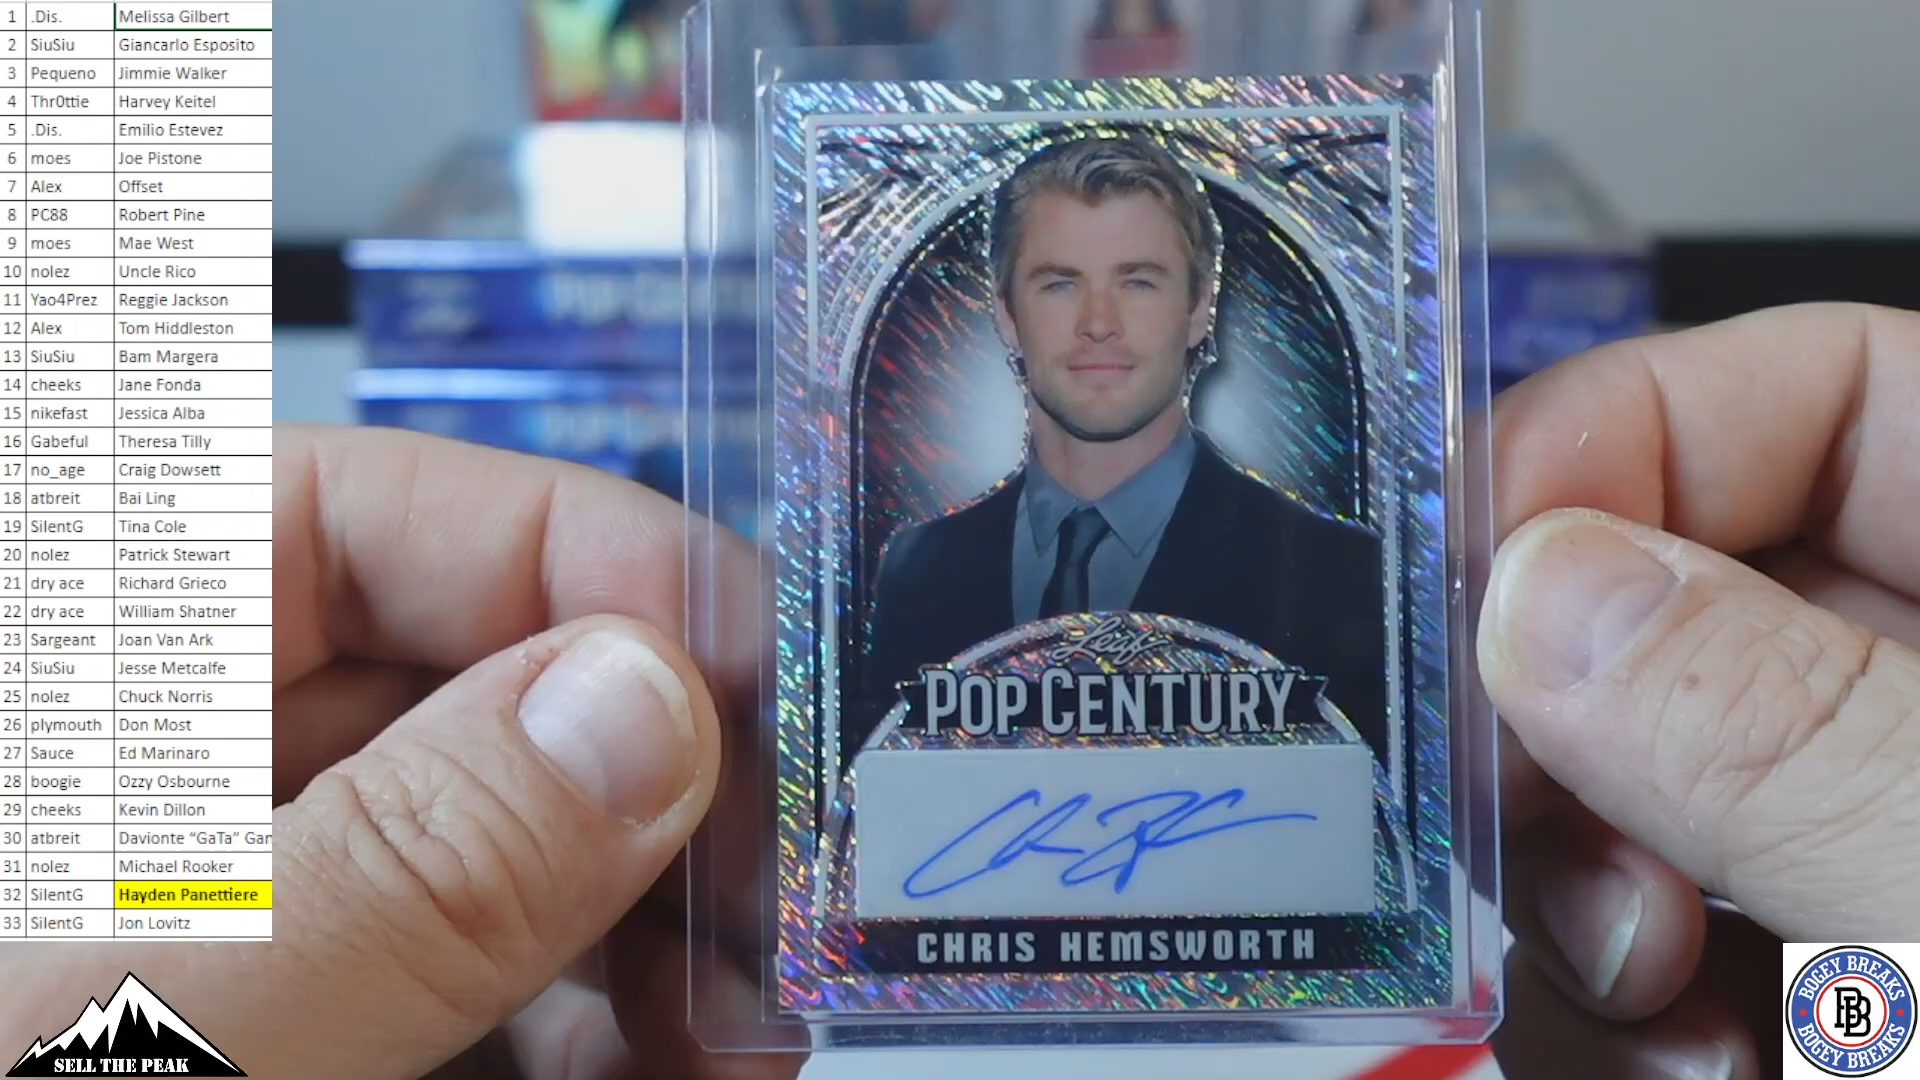 1 .Dis. Melissa Gilbert
2 SiuSiu Giancarlo Esposito
3 Pequeno Jimmie Walker
4 Thr0ttie Harvey Keitel
5 .Dis. Emilio Estevez
6 moes Joe Pistone
7 Alex Offset
8 PC88 Robert Pine
9 moes Mae West
10 nolez Uncle Rico
11 Yao4Prez Reggie Jackson
12 Alex Tom Hiddleston
13 SiuSiu Bam Margera
14 cheeks Jane Fonda
15 nikefast Jessica Alba
16 Gabeful Theresa Tilly
17 no_age Craig Dowsett
18 atbreit Bai Ling
19 SilentG Tina Cole
20 nolez Patrick Stewart
21 dry ace Richard Grieco
22 dry ace William Shatner
23 Sargeant Joan Van Ark
24 SiuSiu Jesse Metcalfe
25 nolez Chuck Norris
26 plymouth Don Most
27 Sauce Ed Marinaro
28 boogie Ozzy Osbourne
29 cheeks Kevin Dillon
30 atbreit Davionte “GaTa” Gan
31 nolez Michael Rooker
32 SilentG Hayden Panettiere
33 SilentG Jon Lovitz
Leaf
POP CENTURY
CHRIS HEMSWORTH
SELL THE PEAK
BOGEY BREAKS
BB
BOGEY BREAKS